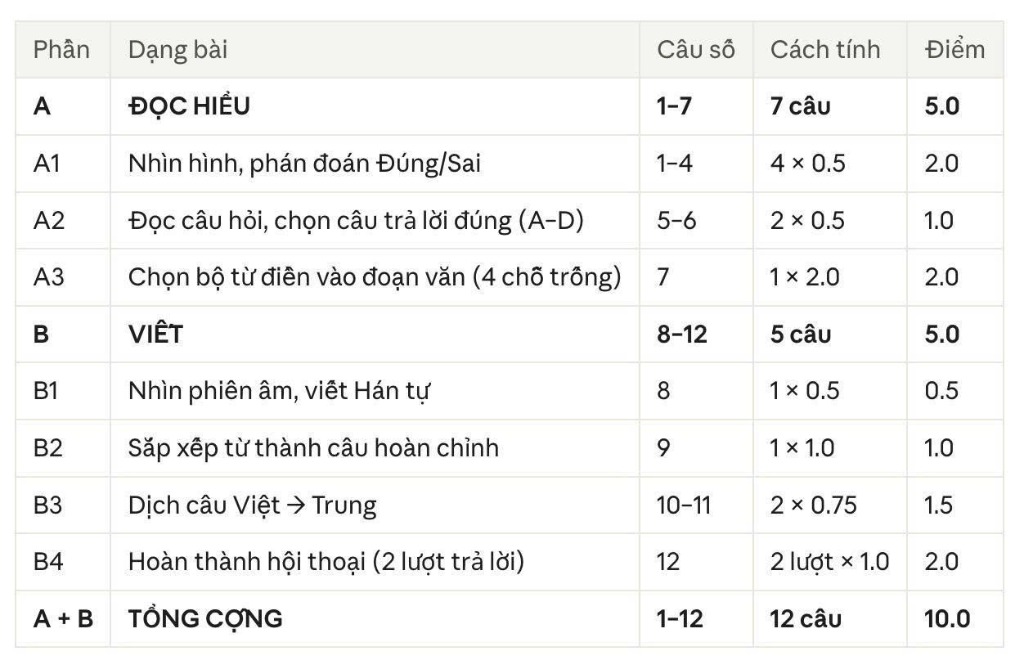 Phần Dạng bài Câu số Cách tính Điểm
A ĐỌC HIỂU 1–7 7 câu 5.0
A1 Nhìn hình, phán đoán Đúng/Sai 1–4 4 × 0.5 2.0
A2 Đọc câu hỏi, chọn câu trả lời đúng (A–D) 5–6 2 × 0.5 1.0
A3 Chọn bộ từ điền vào đoạn văn (4 chỗ trống) 7 1 × 2.0 2.0
B VIẾT 8–12 5 câu 5.0
B1 Nhìn phiên âm, viết Hán tự 8 1 × 0.5 0.5
B2 Sắp xếp từ thành câu hoàn chỉnh 9 1 × 1.0 1.0
B3 Dịch câu Việt → Trung 10–11 2 × 0.75 1.5
B4 Hoàn thành hội thoại (2 lượt trả lời) 12 2 lượt × 1.0 2.0
A + B TỔNG CỘNG 1–12 12 câu 10.0